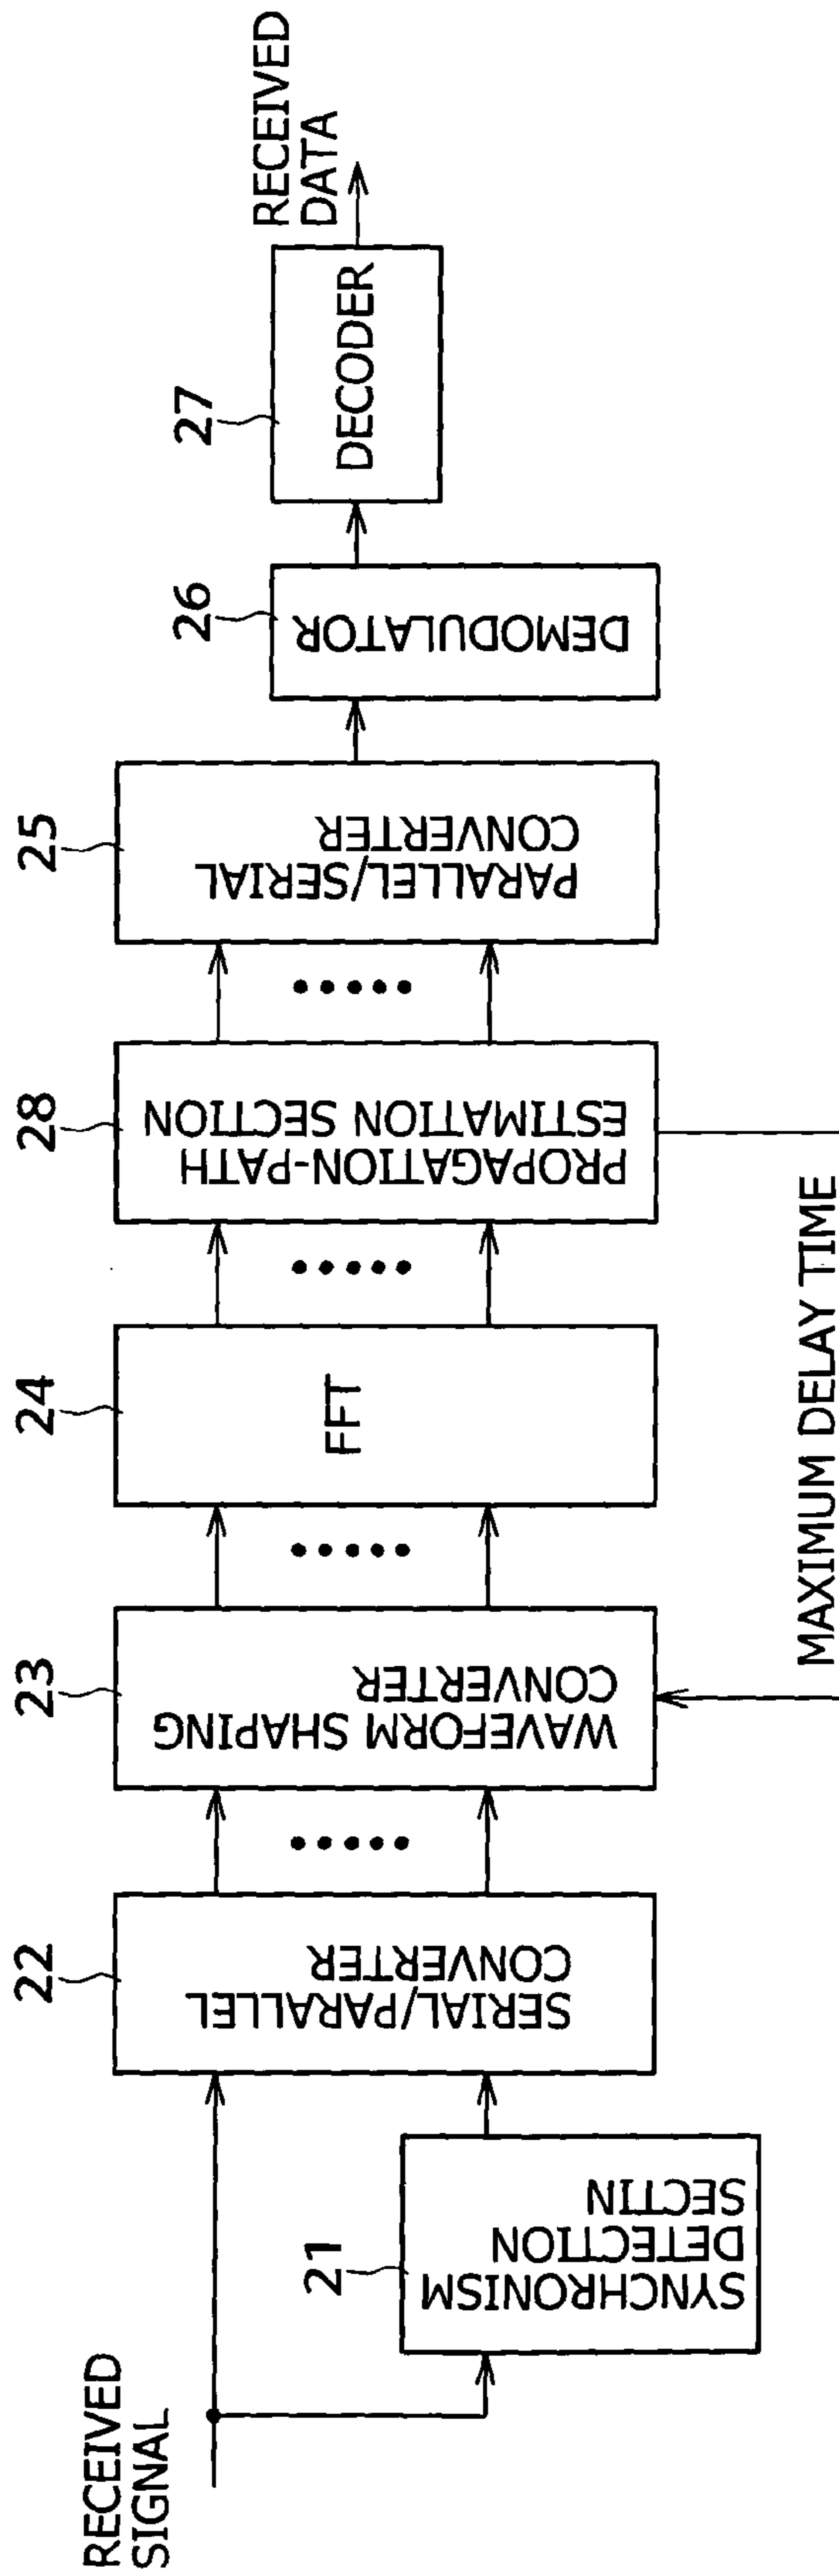 RECEIVED
SIGNAL
21
SYNCHRONISM
DETECTION
SECTIN
22
SERIAL/PARALLEL
CONVERTER
23
WAVEFORM SHAPING
CONVERTER
24
FFT
28
PROPAGATION-PATH
ESTIMATION SECTION
MAXIMUM DELAY TIME
25
PARALLEL/SERIAL
CONVERTER
26
DEMODULATOR
27
DECODER
RECEIVED
DATA